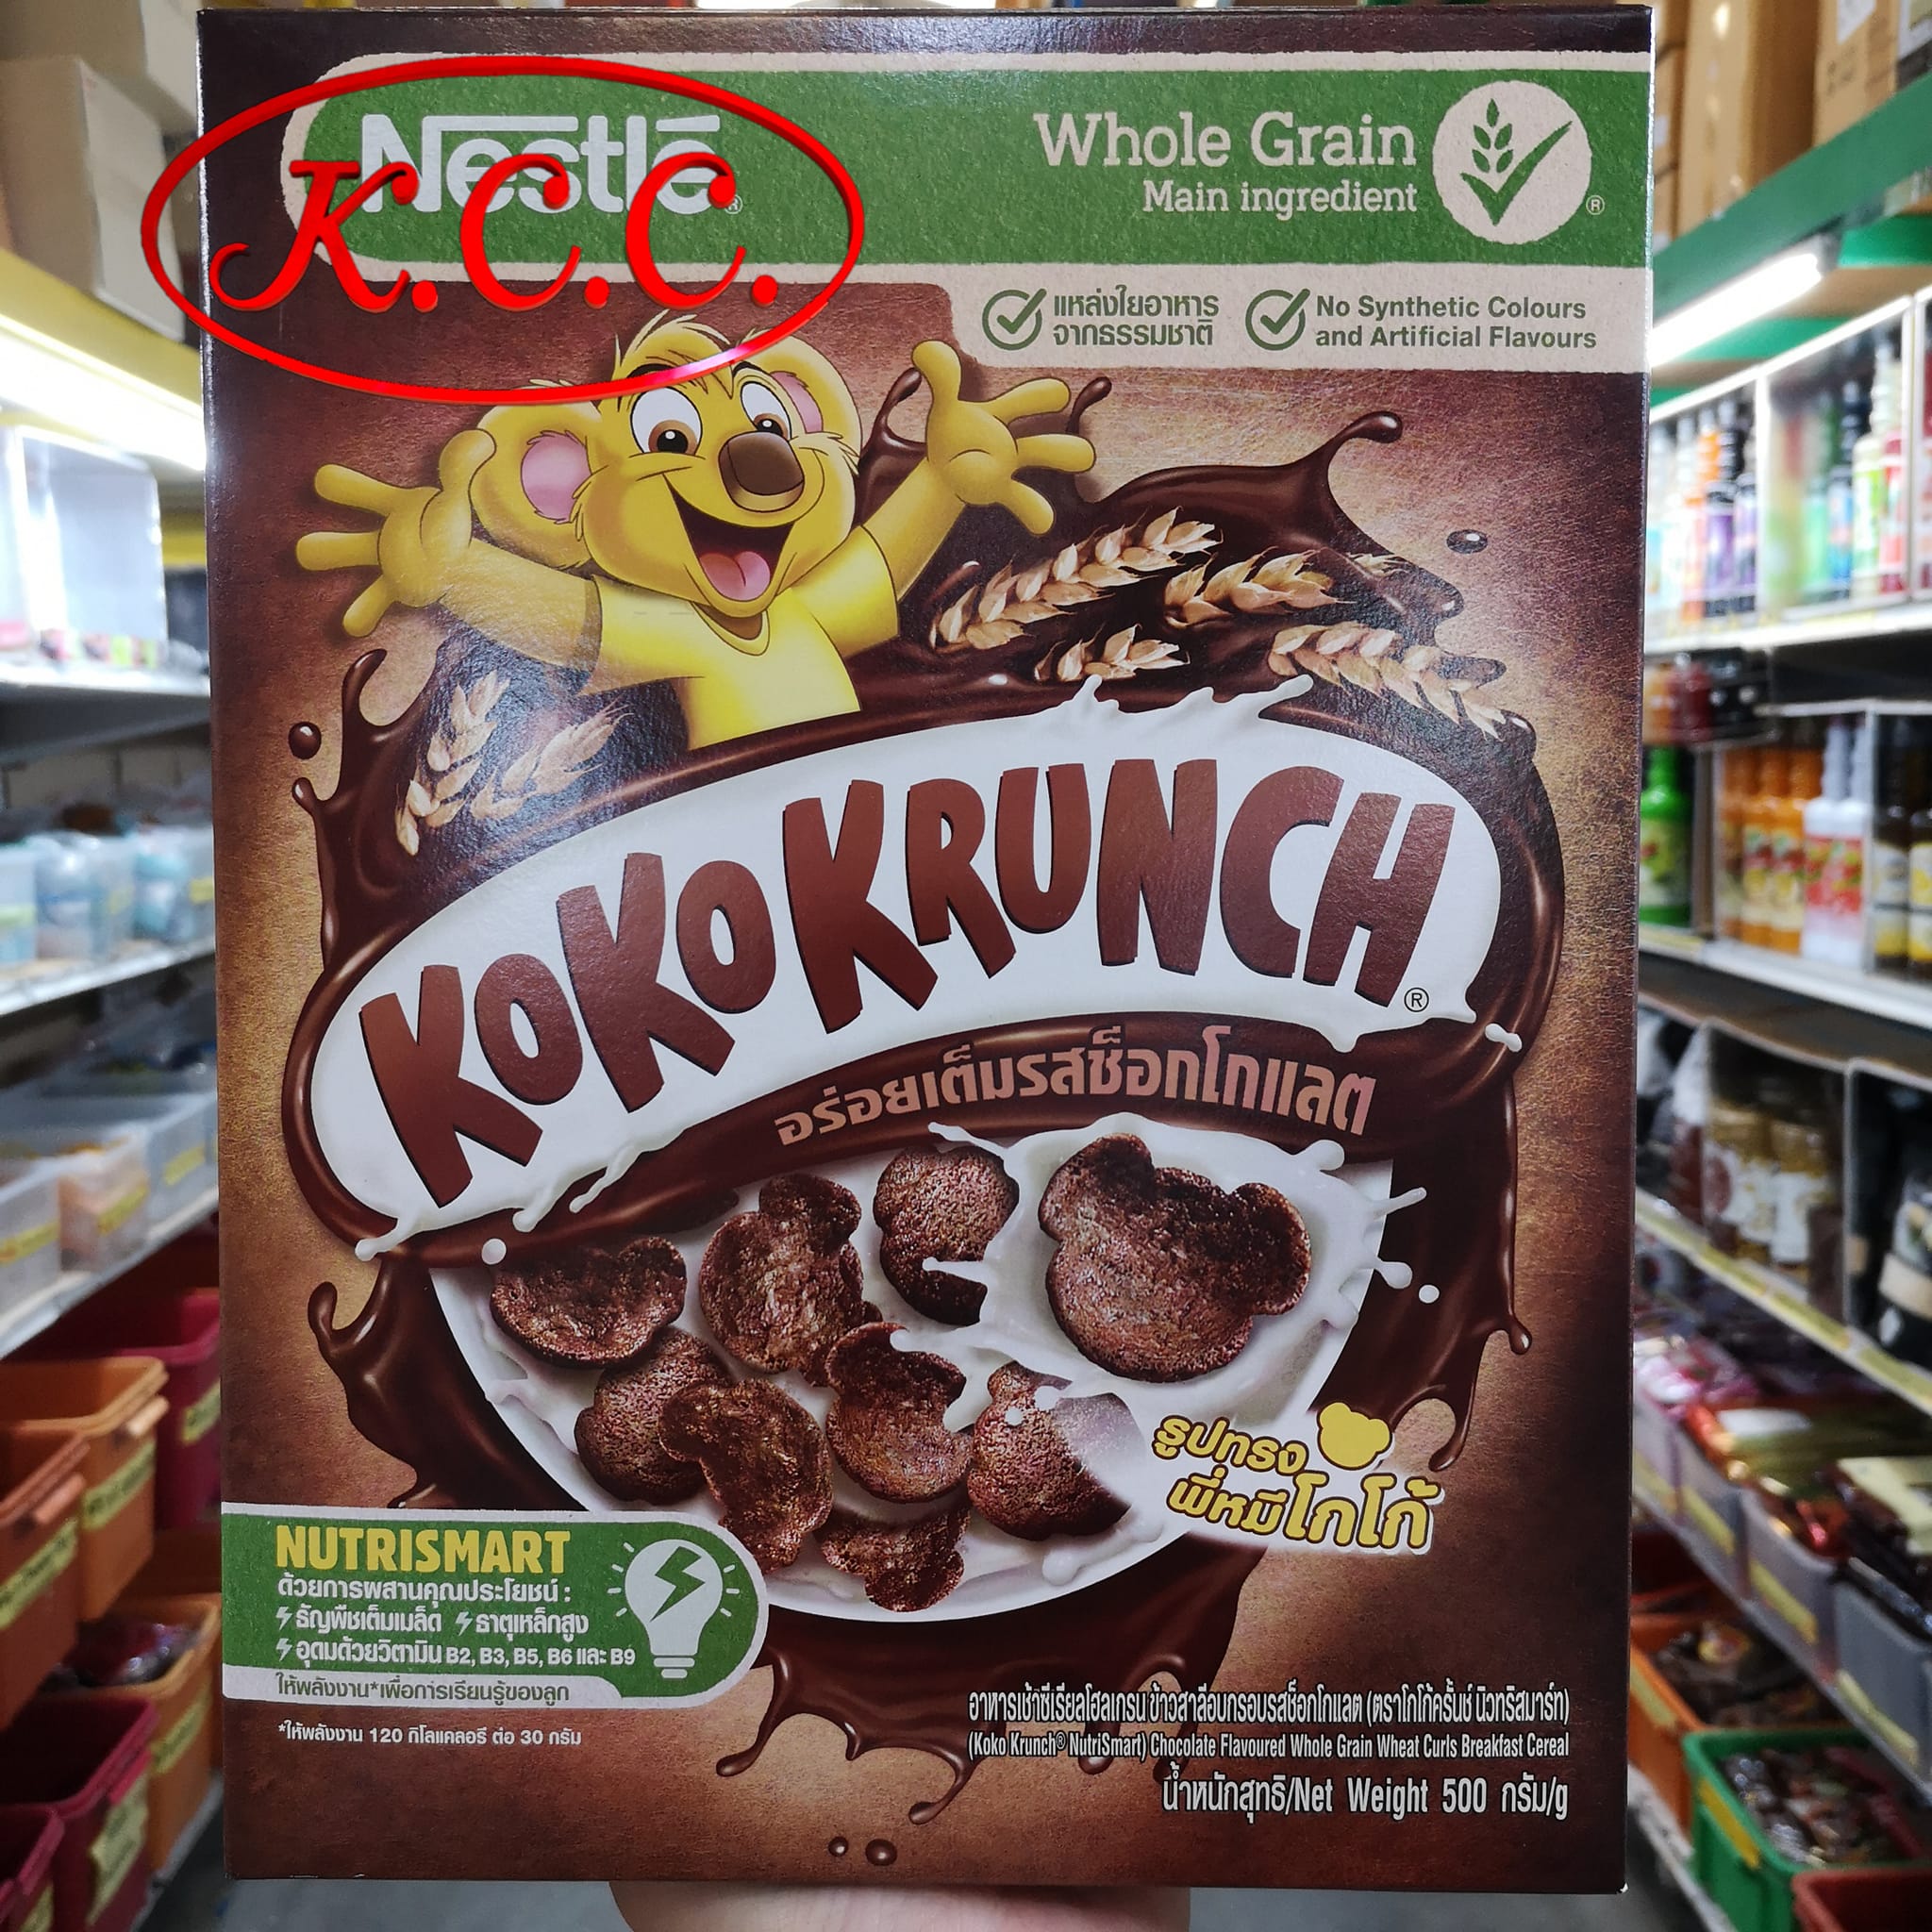 Nestlé®
K.C.C.
Whole Grain
Main ingredient
®
แหล่งใยอาหาร
จากธรรมชาติ
No Synthetic Colours
and Artificial Flavours
KOKO KRUNCH®
อร่อยเต็มรสช็อกโกแลต
รูปทรง
พี่หมีโกโก้
NUTRISMART
ด้วยการผสานคุณประโยชน์ :
ธัญพืชเต็มเมล็ด ธาตุเหล็กสูง
อุดมด้วยวิตามิน B2, B3, B5, B6 และ B9
ให้พลังงาน*เพื่อการเรียนรู้ของลูก
*ให้พลังงาน 120 กิโลแคลอรี ต่อ 30 กรัม
อาหารเช้าซีเรียลโฮลเกรน ข้าวสาลีอบกรอบรสช็อกโกแลต (ตราโกโก้ครั้นช์ นิวทริสมาร์ท)
(Koko Krunch® NutriSmart) Chocolate Flavoured Whole Grain Wheat Curls Breakfast Cereal
น้ำหนักสุทธิ/Net Weight 500 กรัม/g